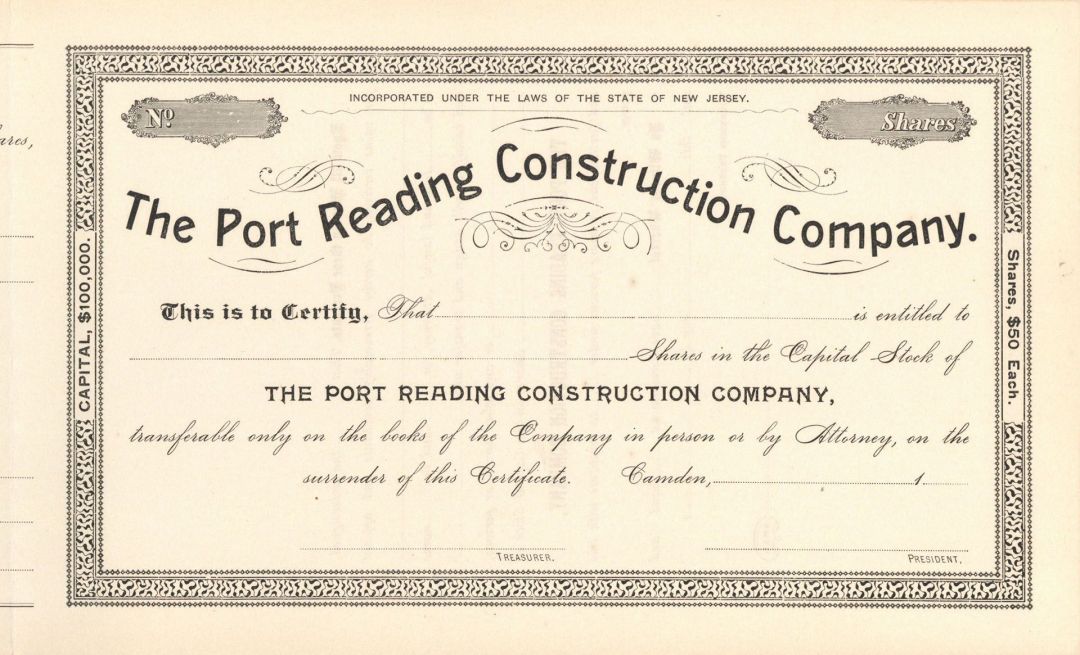 INCORPORATED UNDER THE LAWS OF THE STATE OF NEW JERSEY.
No
Shares
The Port Reading Construction Company.
CAPITAL, $100,000.
Shares, $50 Each.
This is to Certify, That is entitled to
Shares in the Capital Stock of
THE PORT READING CONSTRUCTION COMPANY,
transferable only on the books of the Company in person or by Attorney, on the
surrender of this Certificate. Camden, 1
TREASURER.
PRESIDENT.